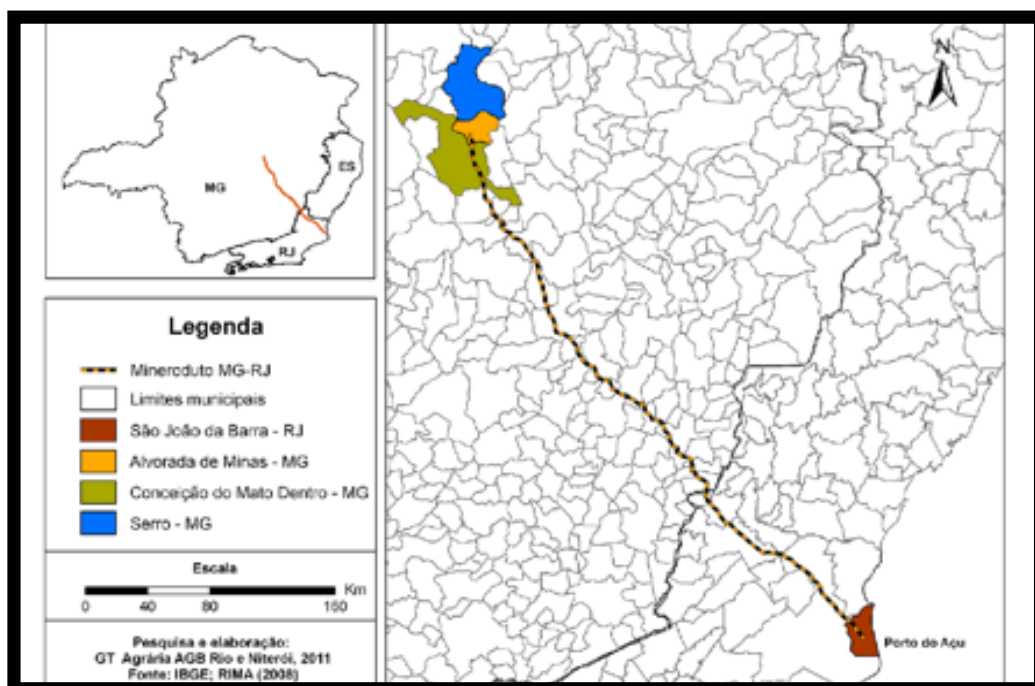 MG
ES
RJ
N
Legenda
Mineroduto MG-RJ
Limites municipais
São João da Barra - RJ
Alvorada de Minas - MG
Conceição do Mato Dentro - MG
Serro - MG
Escala
Km
0 40 80 160
Pesquisa e elaboração:
GT Agrária AGB Rio e Niterói, 2011
Fonte: IBGE; RIMA (2008)
Porto do Açu